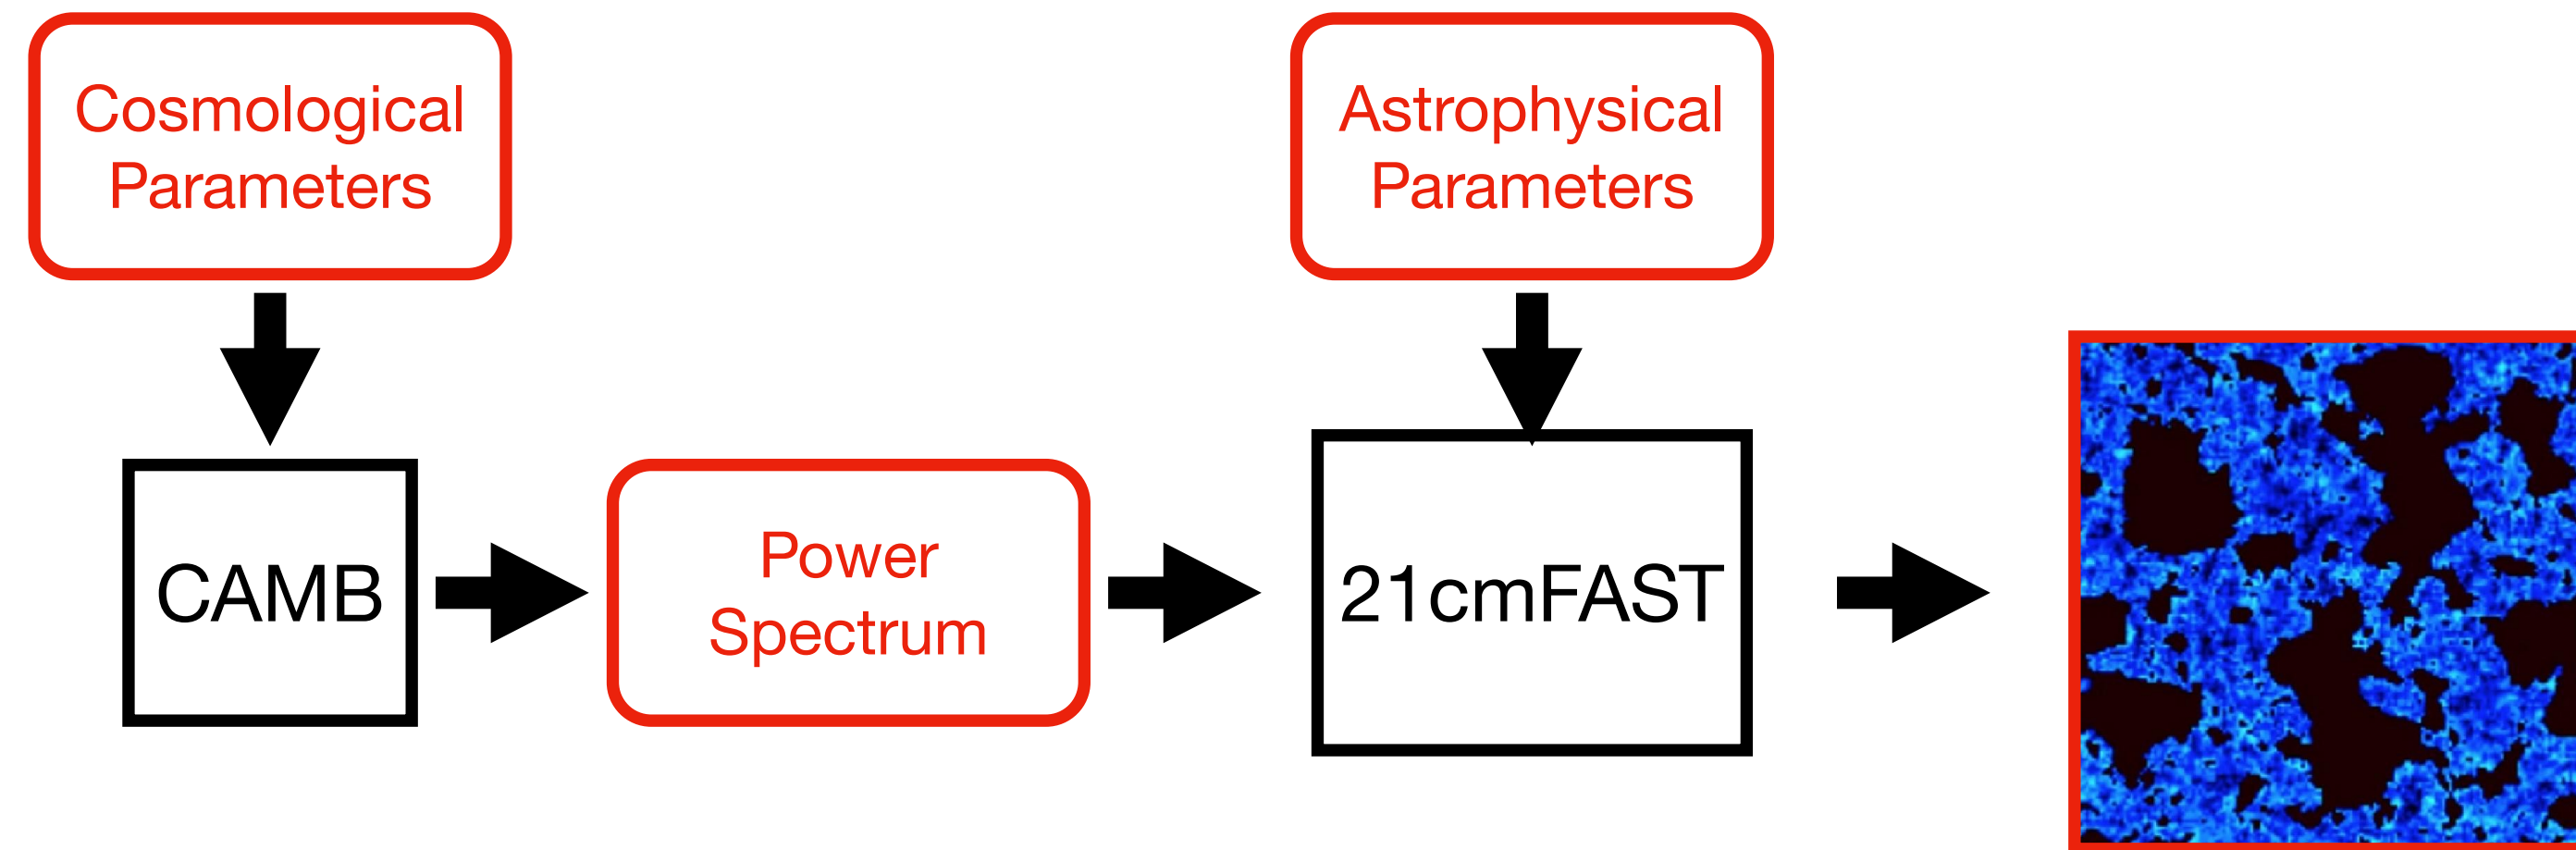 Cosmological
Parameters
Astrophysical
Parameters
CAMB
Power
Spectrum
21cmFAST